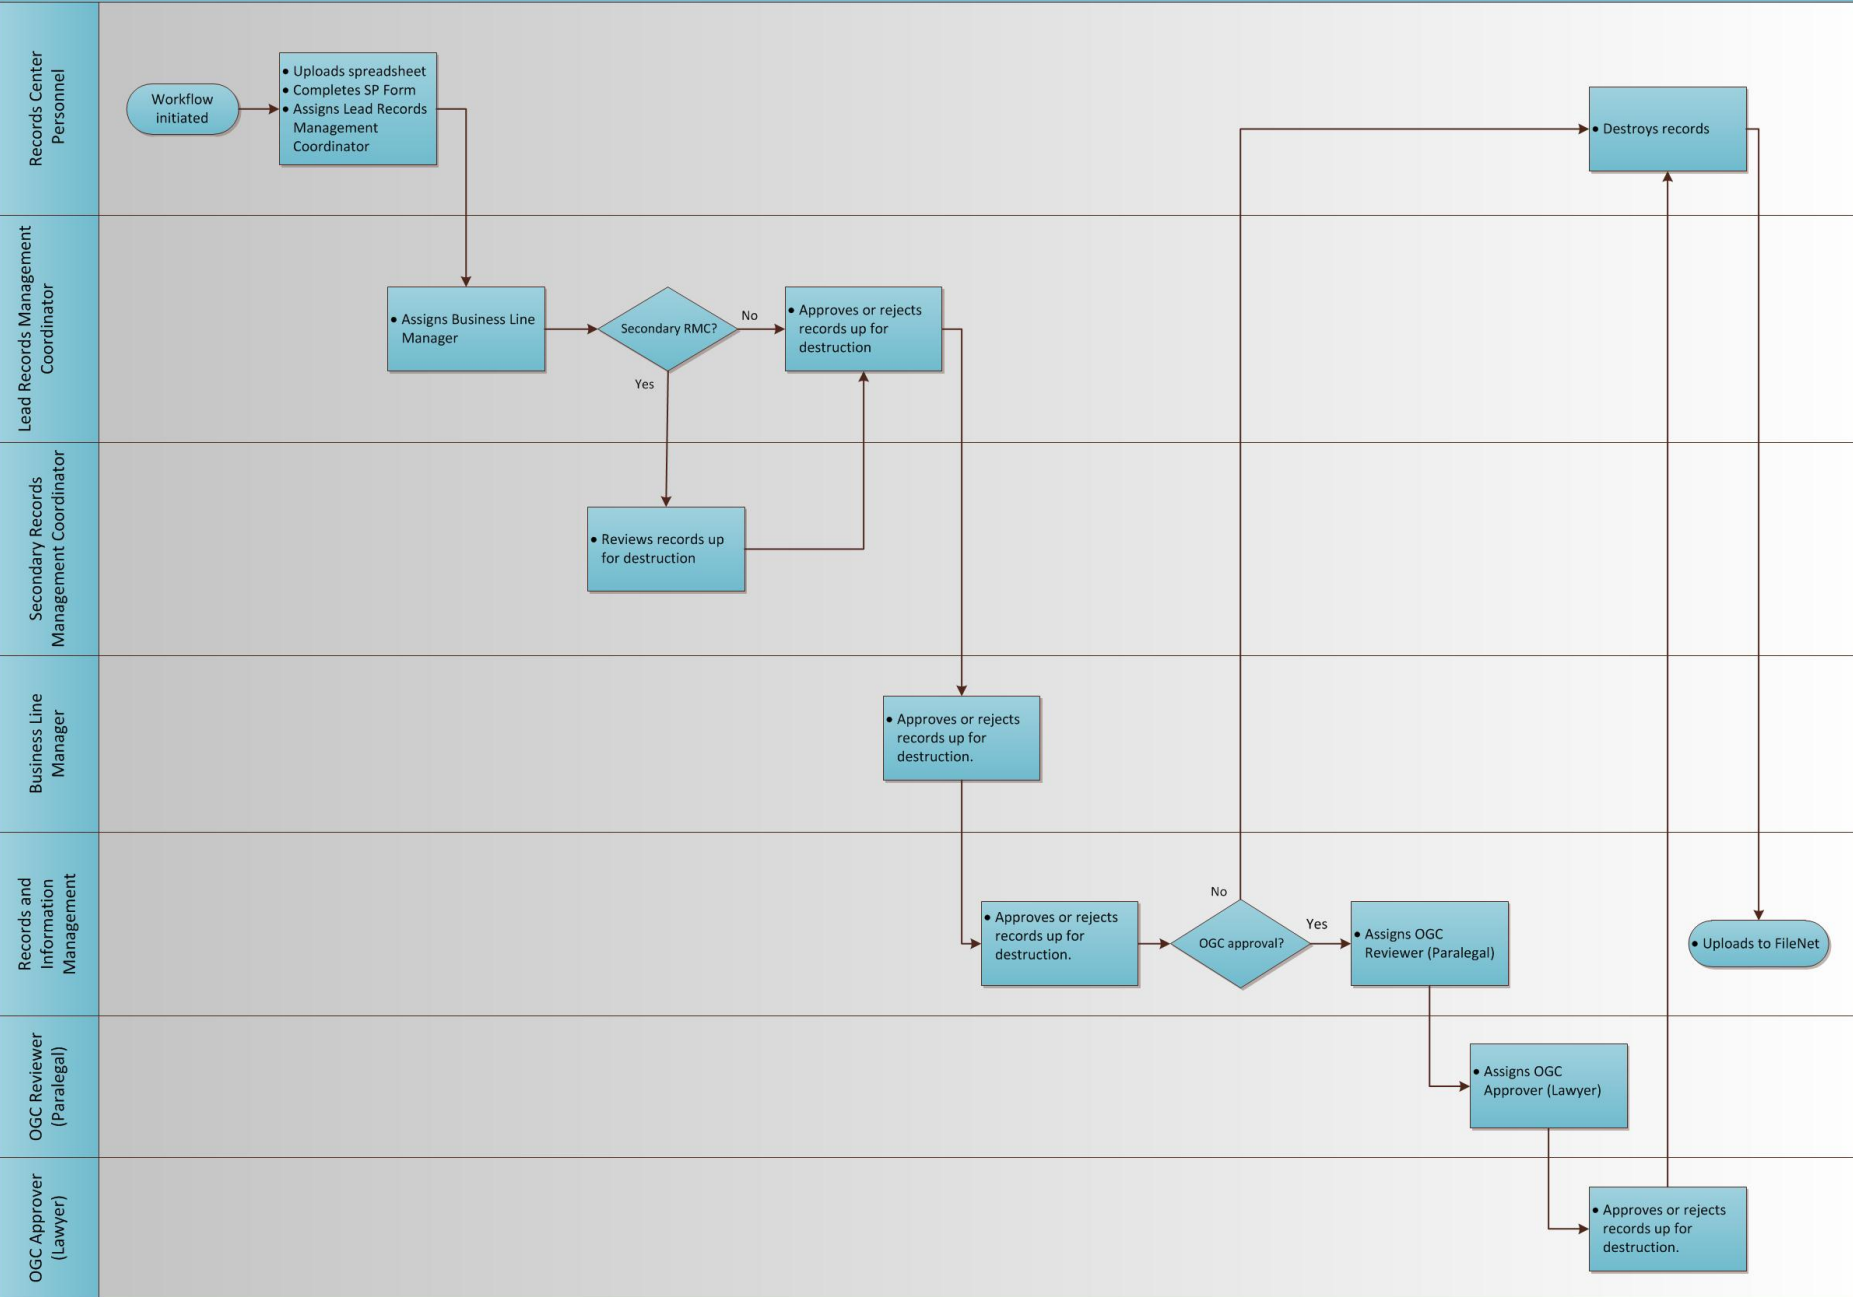 Records Center
Personnel
Workflow
initiated
• Uploads spreadsheet
• Completes SP Form
• Assigns Lead Records
Management
Coordinator
• Destroys records
Lead Records Management
Coordinator
• Assigns Business Line
Manager
Secondary RMC?
No
Yes
• Approves or rejects
records up for
destruction
Secondary Records
Management Coordinator
• Reviews records up
for destruction
Business Line
Manager
• Approves or rejects
records up for
destruction.
Records and
Information
Management
• Approves or rejects
records up for
destruction.
OGC approval?
No
Yes
• Assigns OGC
Reviewer (Paralegal)
• Uploads to FileNet
OGC Reviewer
(Paralegal)
• Assigns OGC
Approver (Lawyer)
OGC Approver
(Lawyer)
• Approves or rejects
records up for
destruction.